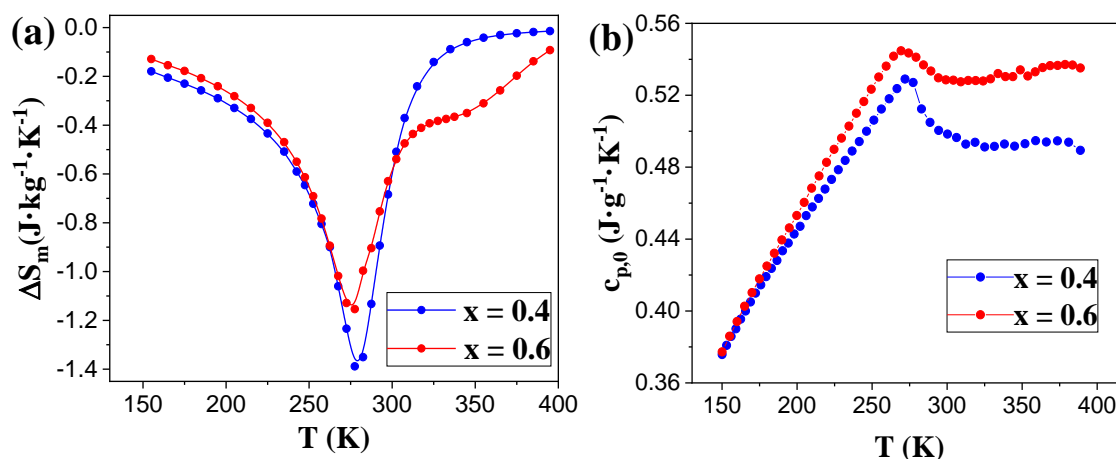 (a)
ΔS_m(J·kg⁻¹·K⁻¹)
0.0
-0.2
-0.4
-0.6
-0.8
-1.0
-1.2
-1.4
x = 0.4
x = 0.6
150 200 250 300 350 400
T (K)
(b)
c_p,0 (J·g⁻¹·K⁻¹)
0.56
0.52
0.48
0.44
0.40
0.36
x = 0.4
x = 0.6
150 200 250 300 350 400
T (K)